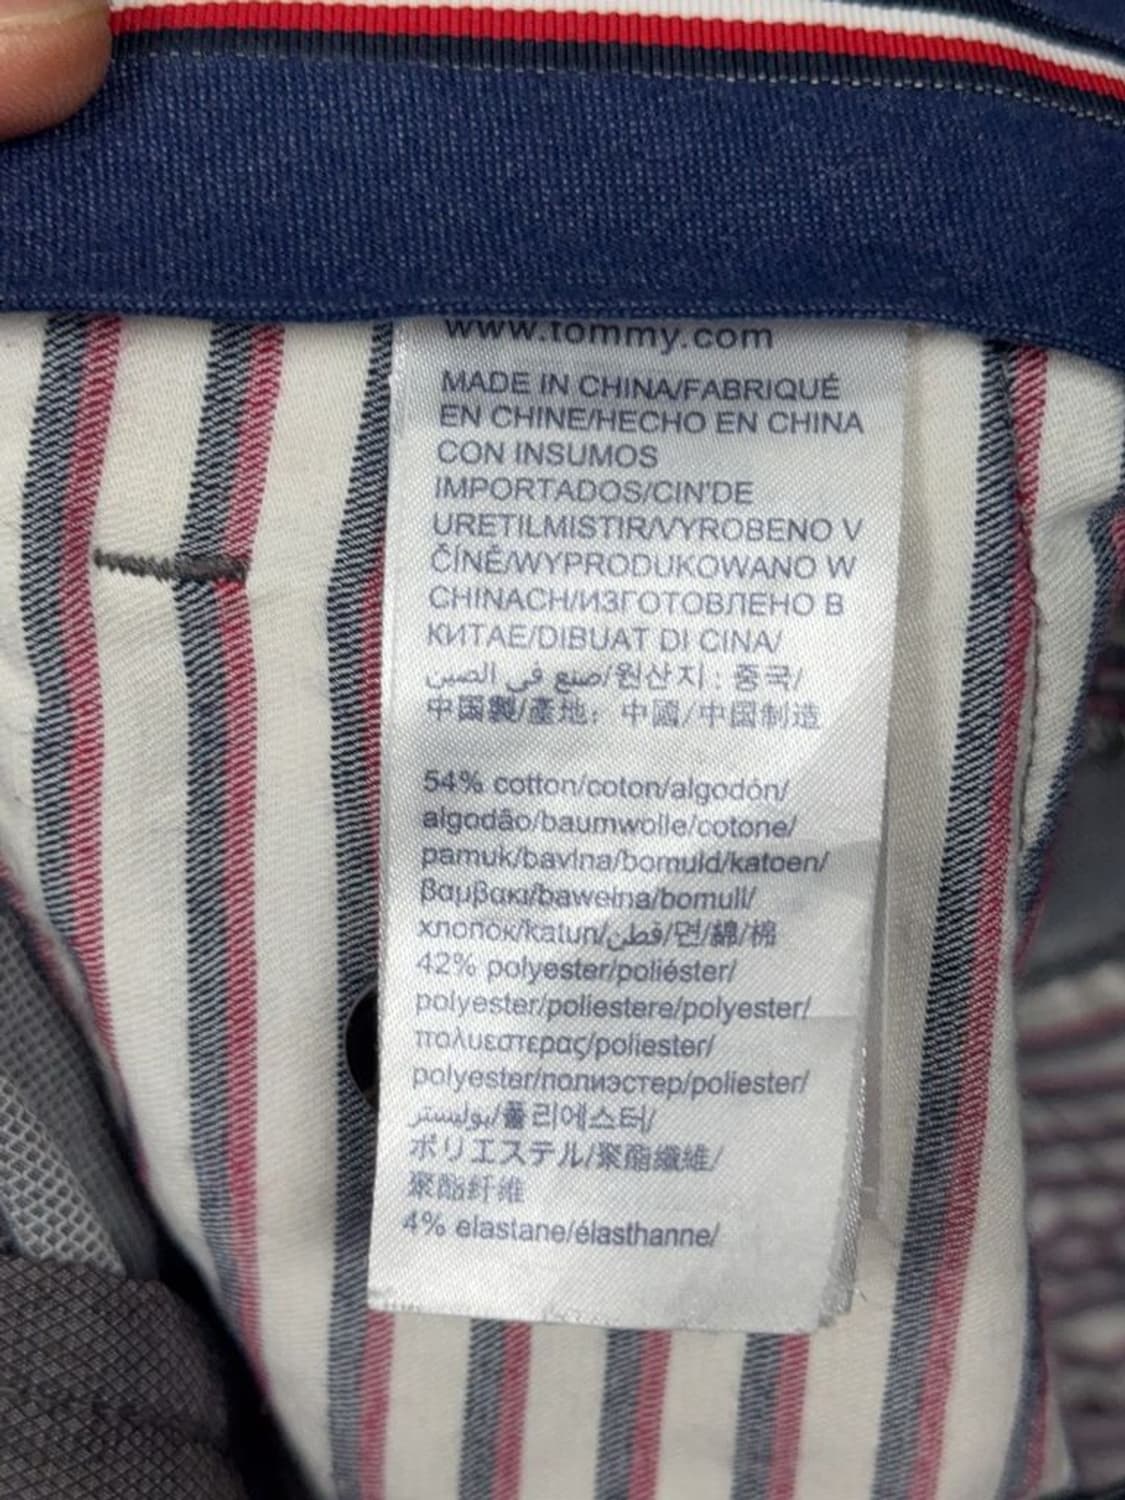 www.tommy.com
MADE IN CHINA/FABRIQUÉ
EN CHINE/HECHO EN CHINA
CON INSUMOS
IMPORTADOS/CIN'DE
URETILMISTIR/VYROBENO V
ČÍNĚ/WYPRODUKOWANO W
CHINACH/ИЗГОТОВЛЕНО В
КИТАЕ/DIBUAT DI CINA/
صنع في الصين/원산지 : 중국/
中国製/產地：中國/中国制造
54% cotton/coton/algodón/
algodão/baumwolle/cotone/
pamuk/bavlna/bomuld/katoen/
βαμβακι/bawełna/bomull/
хлопок/katun/قطن/면/綿/棉
42% polyester/poliéster/
polyester/poliestere/polyester/
πολυεστερας/poliester/
polyester/полиэстер/poliester/
بوليستر/폴리에스터/
ポリエステル/聚酯纖維/
聚酯纤维
4% elastane/élasthanne/